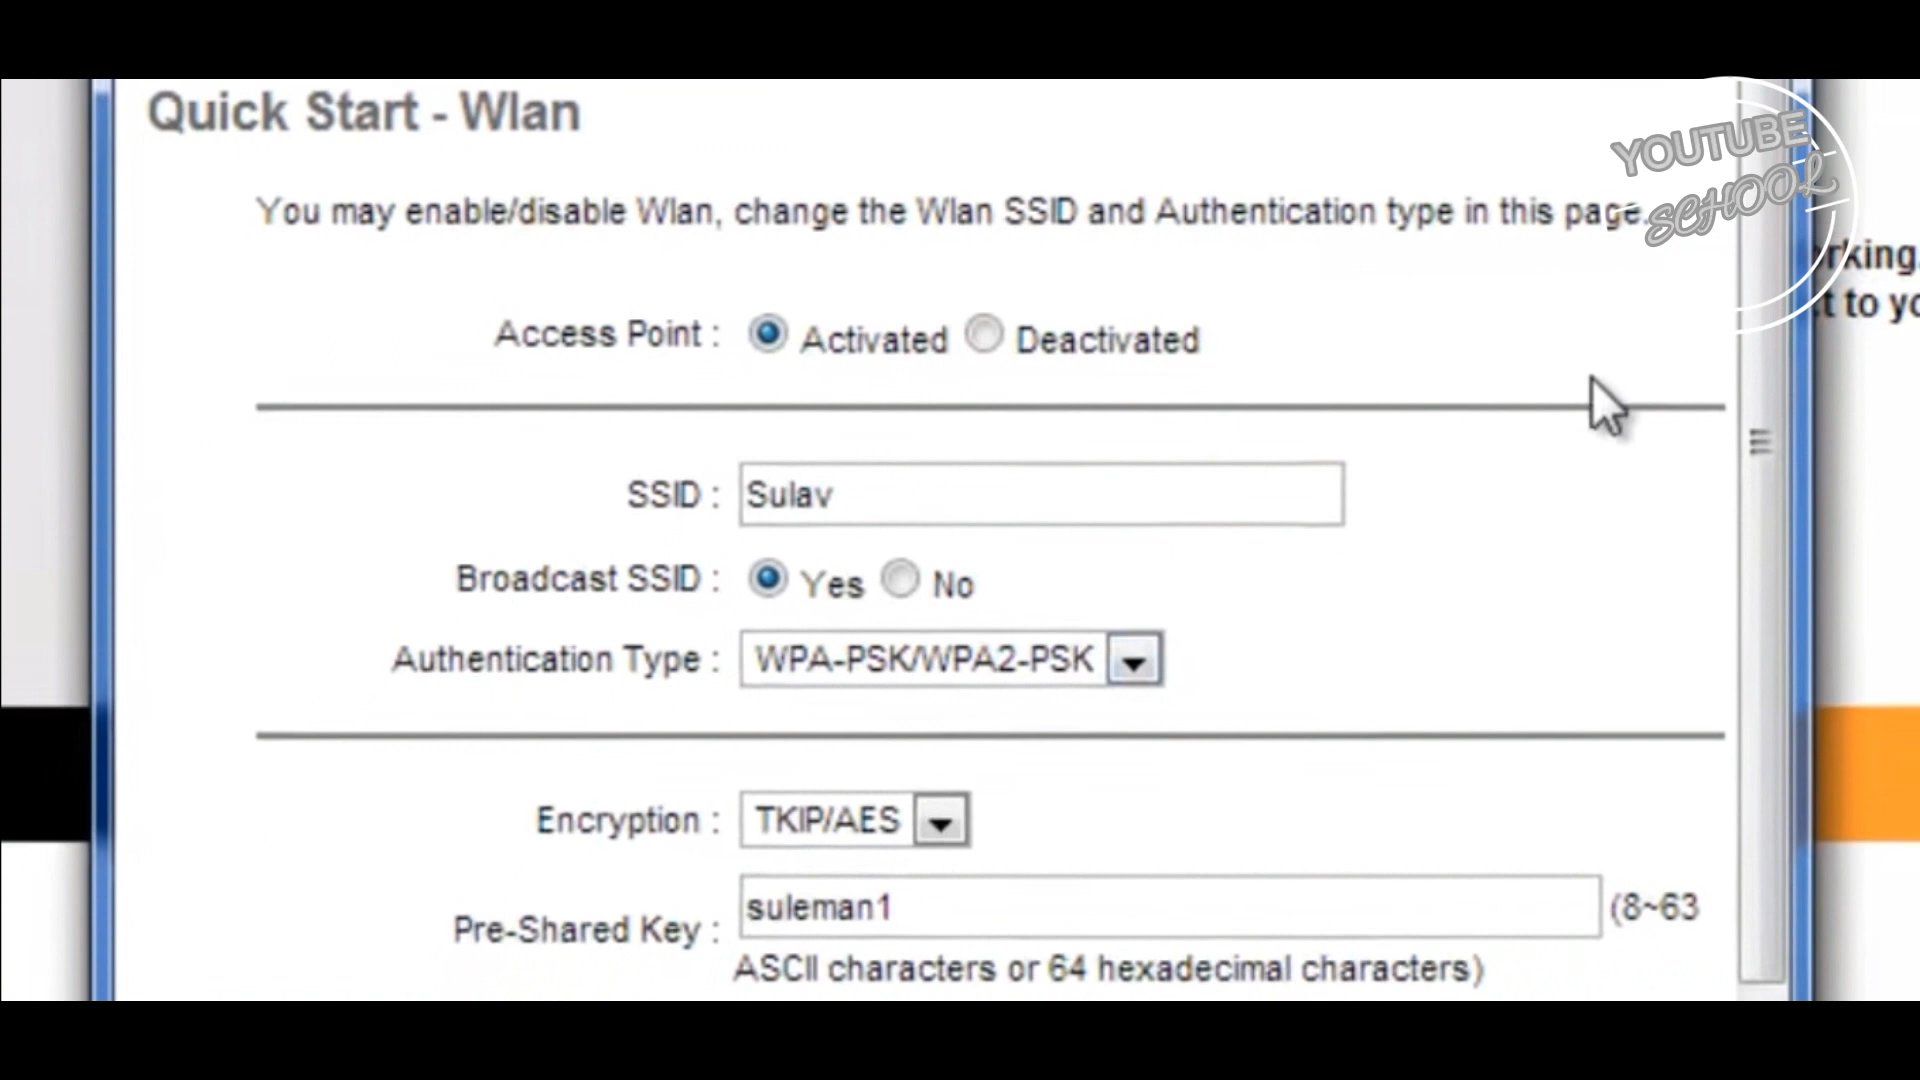 Quick Start - Wlan
YOUTUBE
SCHOOL
You may enable/disable Wlan, change the Wlan SSID and Authentication type in this page.
Access Point : Activated Deactivated
SSID : Sulav
Broadcast SSID : Yes No
Authentication Type : WPA-PSK/WPA2-PSK
Encryption : TKIP/AES
Pre-Shared Key : suleman1 (8~63
ASCII characters or 64 hexadecimal characters)
to